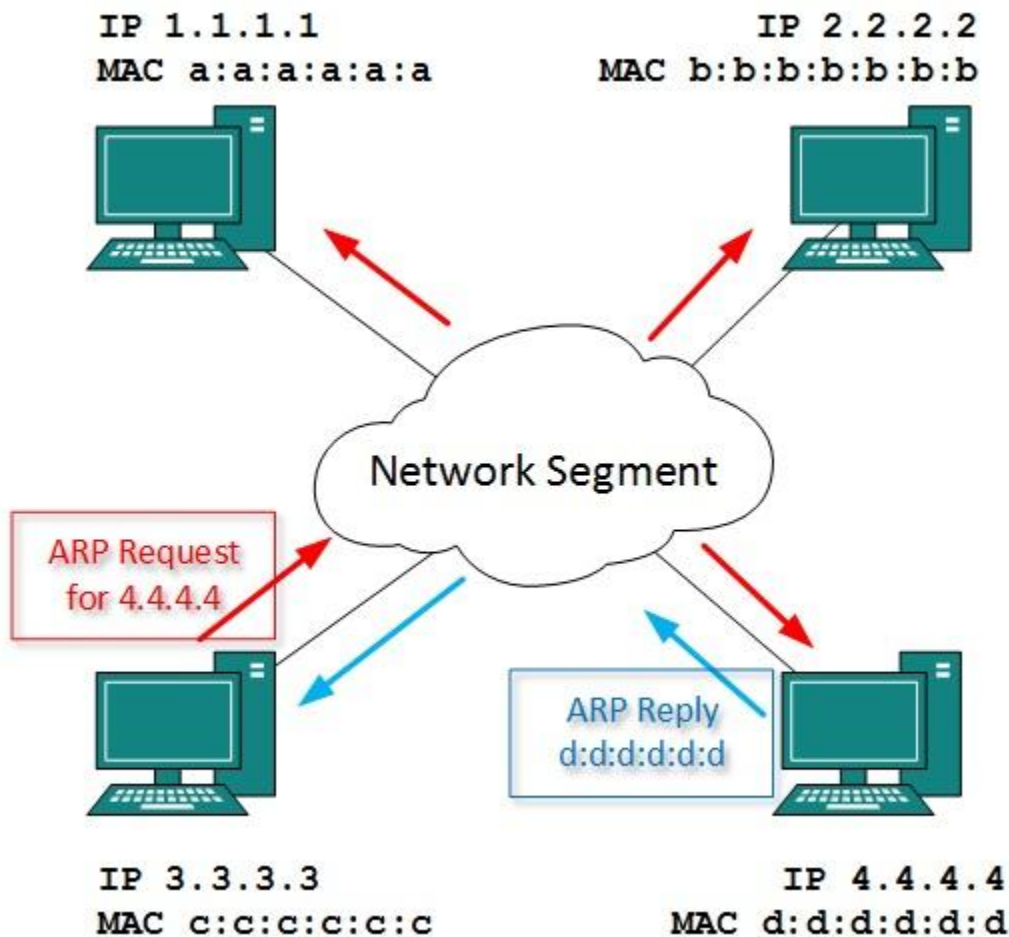 IP 1.1.1.1
MAC a:a:a:a:a:a
IP 2.2.2.2
MAC b:b:b:b:b:b:b
Network Segment
ARP Request
for 4.4.4.4
ARP Reply
d:d:d:d:d:d
IP 3.3.3.3
MAC c:c:c:c:c:c
IP 4.4.4.4
MAC d:d:d:d:d:d